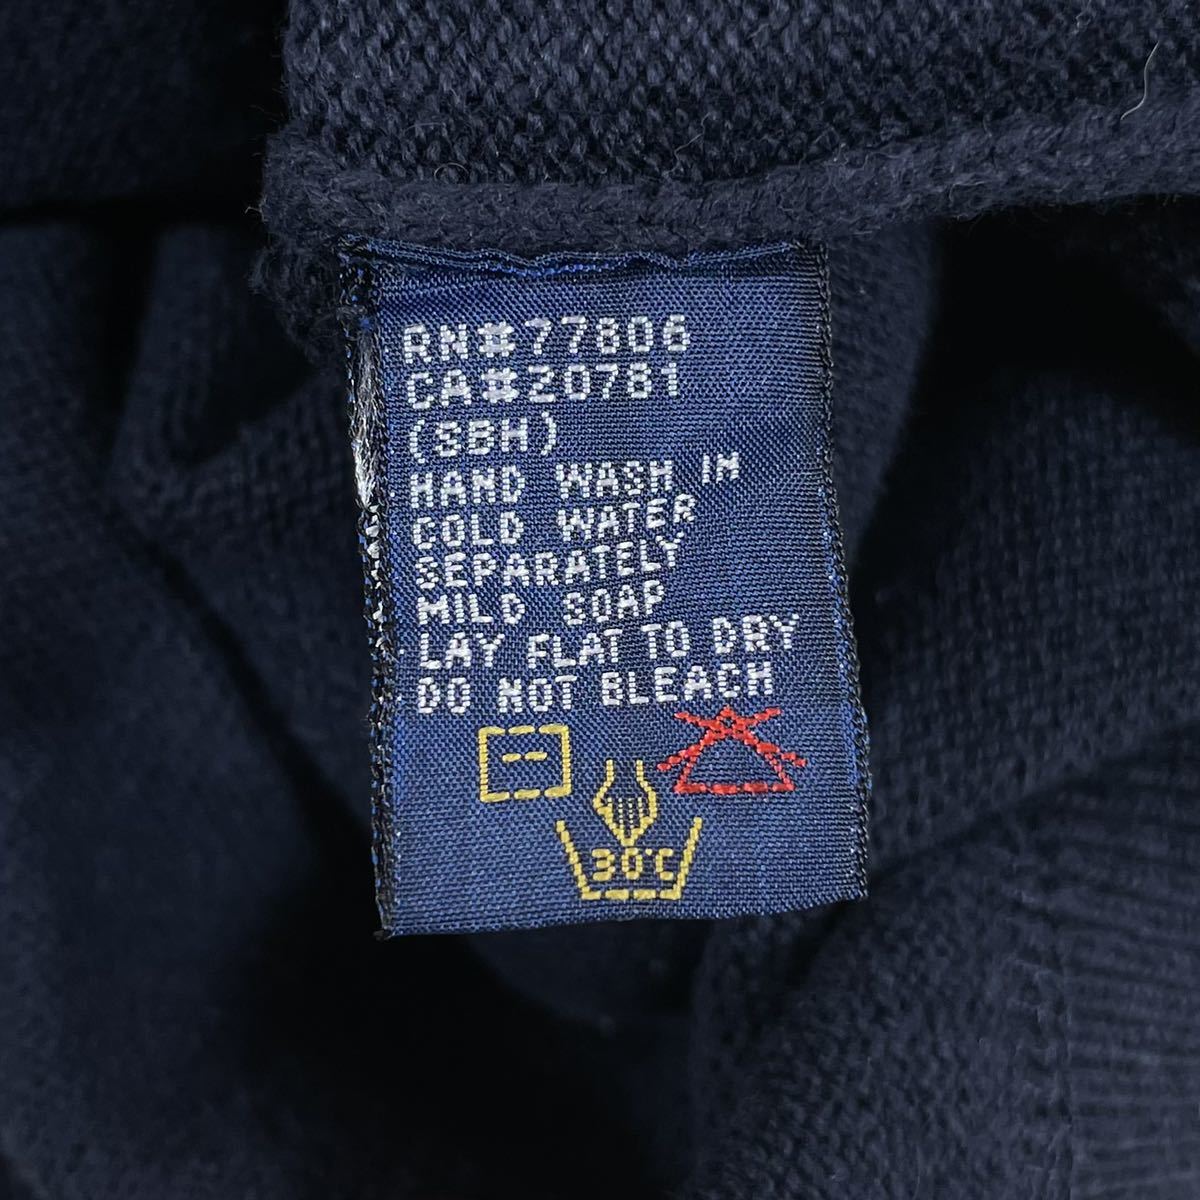 RN#77806
CA#20781
(SBH)
HAND WASH IN
COLD WATER
SEPARATELY
MILD SOAP
LAY FLAT TO DRY
DO NOT BLEACH
30°C